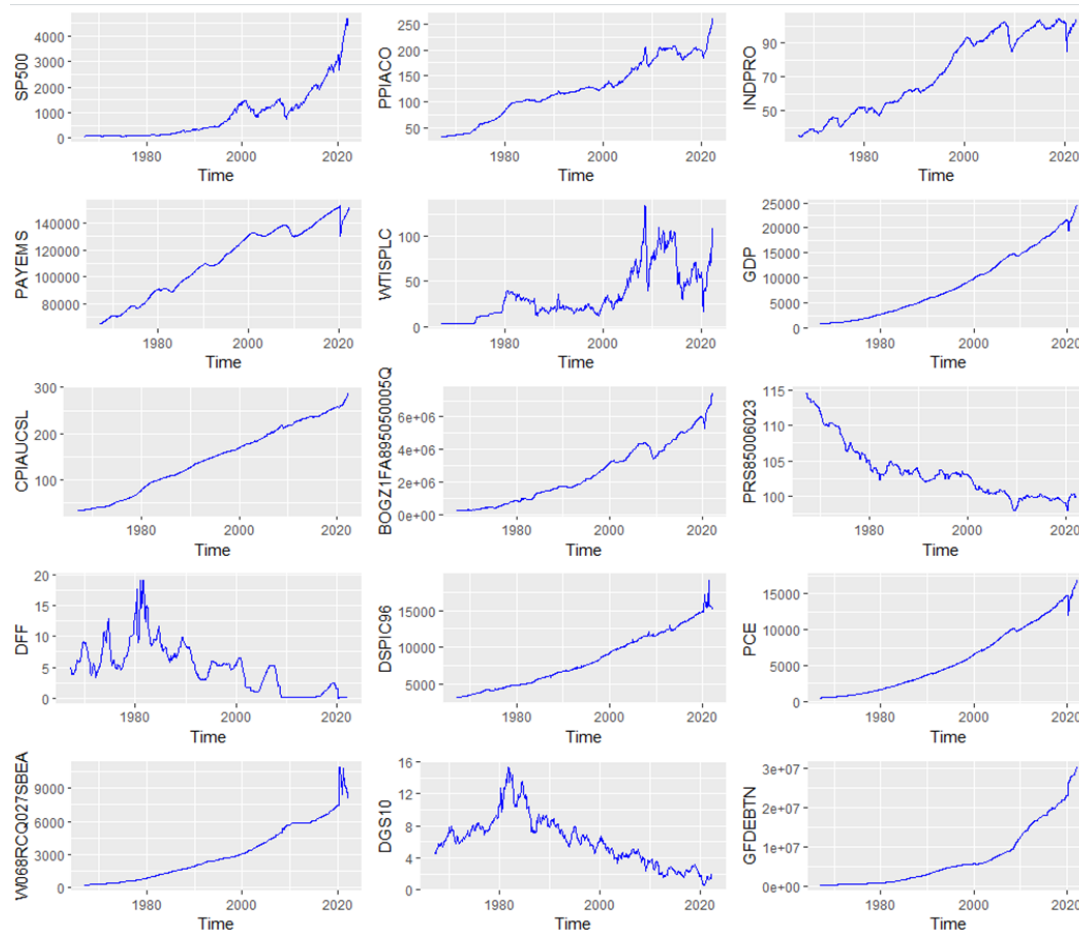 SP500
4000
3000
2000
1000
0
1980
2000
2020
Time
PPIACO
250
200
150
100
50
1980
2000
2020
Time
INDPRO
90
70
50
1980
2000
2020
Time
PAYEMS
140000
120000
100000
80000
1980
2000
2020
Time
WTISPLC
100
50
0
1980
2000
2020
Time
GDP
25000
20000
15000
10000
5000
0
1980
2000
2020
Time
CPIAUCSL
300
200
100
1980
2000
2020
Time
BOGZ1FA895050005Q
6e+06
4e+06
2e+06
0e+00
1980
2000
2020
Time
PRS85006023
115
110
105
100
1980
2000
2020
Time
DFF
20
15
10
5
0
1980
2000
2020
Time
DSPIC96
15000
10000
5000
1980
2000
2020
Time
PCE
15000
10000
5000
0
1980
2000
2020
Time
W068RCQ027SBEA
9000
6000
3000
0
1980
2000
2020
Time
DGS10
16
12
8
4
0
1980
2000
2020
Time
GFDEBTN
3e+07
2e+07
1e+07
0e+00
1980
2000
2020
Time